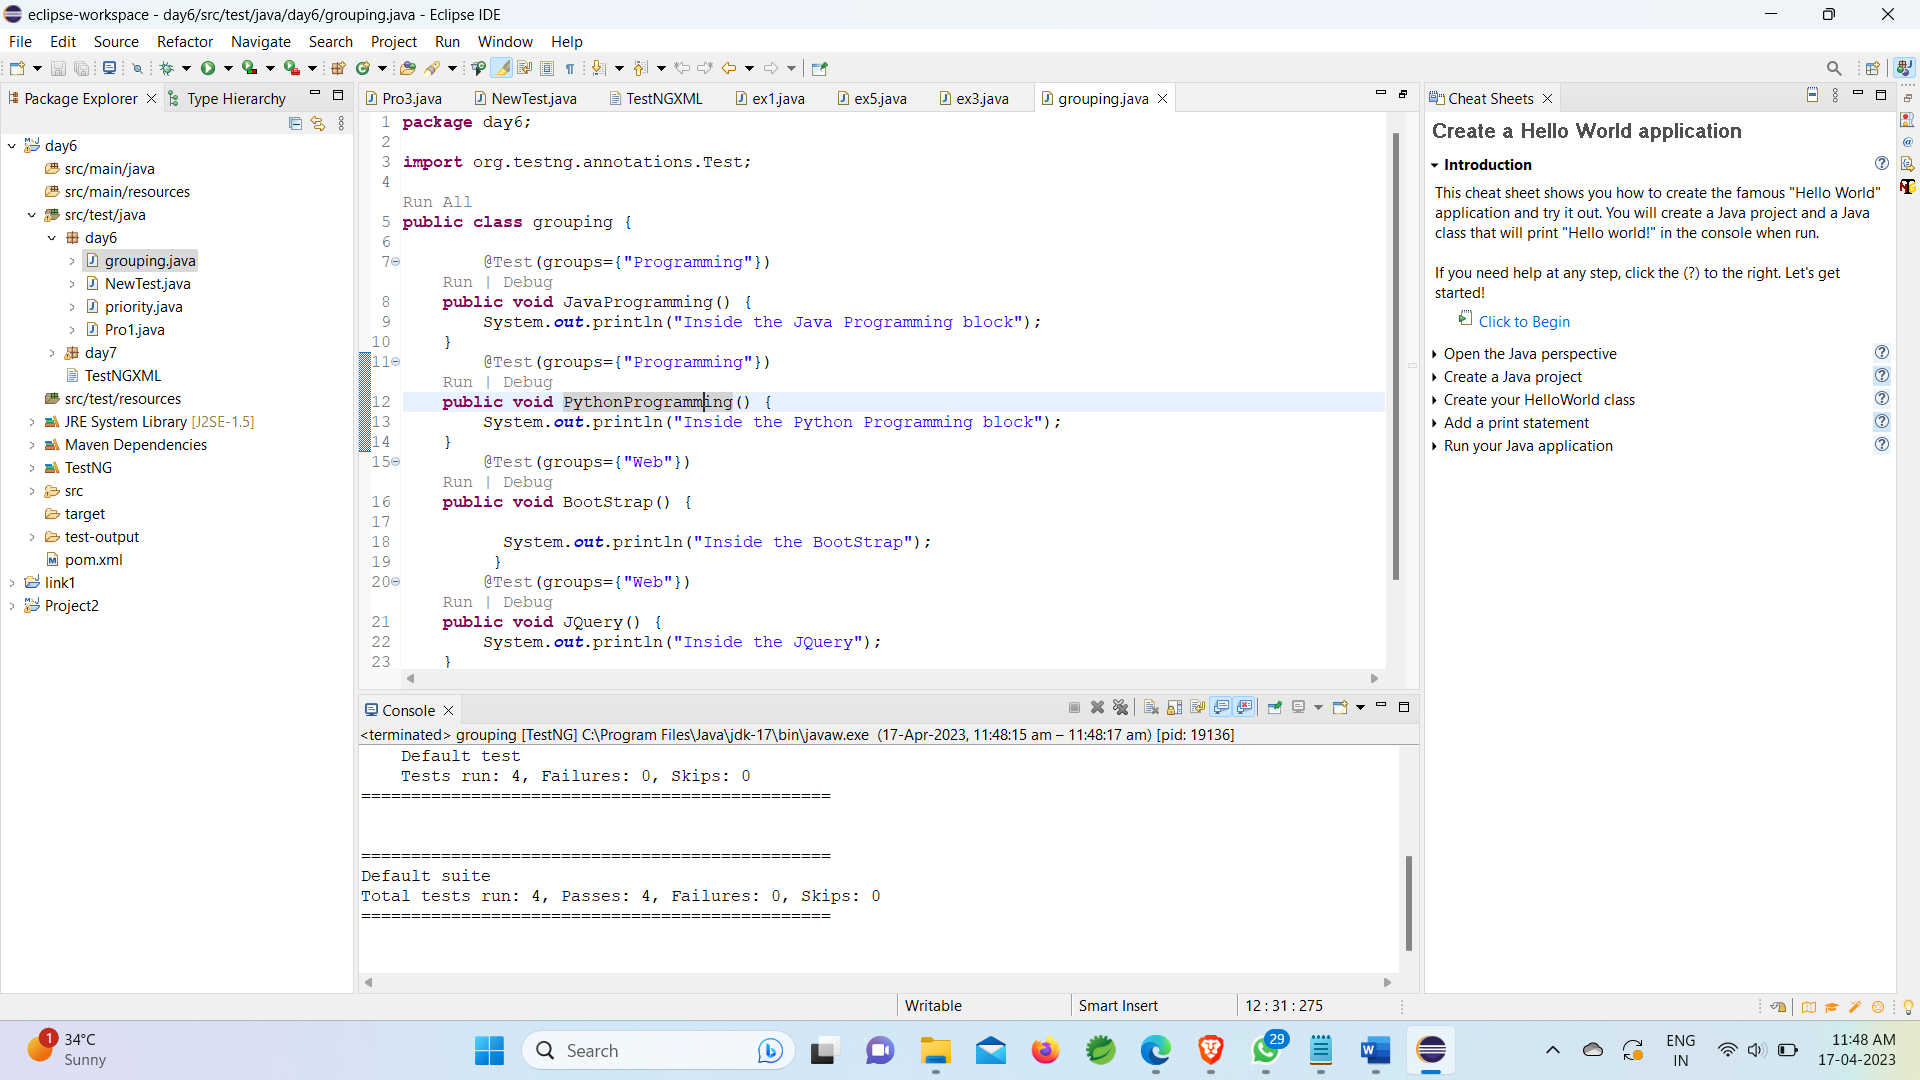 eclipse-workspace - day6/src/test/java/day6/grouping.java - Eclipse IDE
File Edit Source Refactor Navigate Search Project Run Window Help
Package Explorer Type Hierarchy
day6
src/main/java
src/main/resources
src/test/java
day6
grouping.java
NewTest.java
priority.java
Pro1.java
day7
TestNGXML
src/test/resources
JRE System Library [J2SE-1.5]
Maven Dependencies
TestNG
src
target
test-output
pom.xml
link1
Project2
Pro3.java NewTest.java TestNGXML ex1.java ex5.java ex3.java grouping.java
1 package day6;
2
3 import org.testng.annotations.Test;
4
Run All
5 public class grouping {
6
7 @Test(groups={"Programming"})
Run | Debug
8 public void JavaProgramming() {
9 System.out.println("Inside the Java Programming block");
10 }
11 @Test(groups={"Programming"})
Run | Debug
12 public void PythonProgramming() {
13 System.out.println("Inside the Python Programming block");
14 }
15 @Test(groups={"Web"})
Run | Debug
16 public void BootStrap() {
17
18 System.out.println("Inside the BootStrap");
19 }
20 @Test(groups={"Web"})
Run | Debug
21 public void JQuery() {
22 System.out.println("Inside the JQuery");
23 }
Console
<terminated> grouping [TestNG] C:\Program Files\Java\jdk-17\bin\javaw.exe (17-Apr-2023, 11:48:15 am – 11:48:17 am) [pid: 19136]
Default test
Tests run: 4, Failures: 0, Skips: 0
===============================================
===============================================
Default suite
Total tests run: 4, Passes: 4, Failures: 0, Skips: 0
===============================================
Cheat Sheets
Create a Hello World application
Introduction
This cheat sheet shows you how to create the famous "Hello World"
application and try it out. You will create a Java project and a Java
class that will print "Hello world!" in the console when run.
If you need help at any step, click the (?) to the right. Let's get
started!
Click to Begin
Open the Java perspective
Create a Java project
Create your HelloWorld class
Add a print statement
Run your Java application
Writable Smart Insert 12 : 31 : 275
1 34°C
Sunny
Search
29
ENG
IN
11:48 AM
17-04-2023